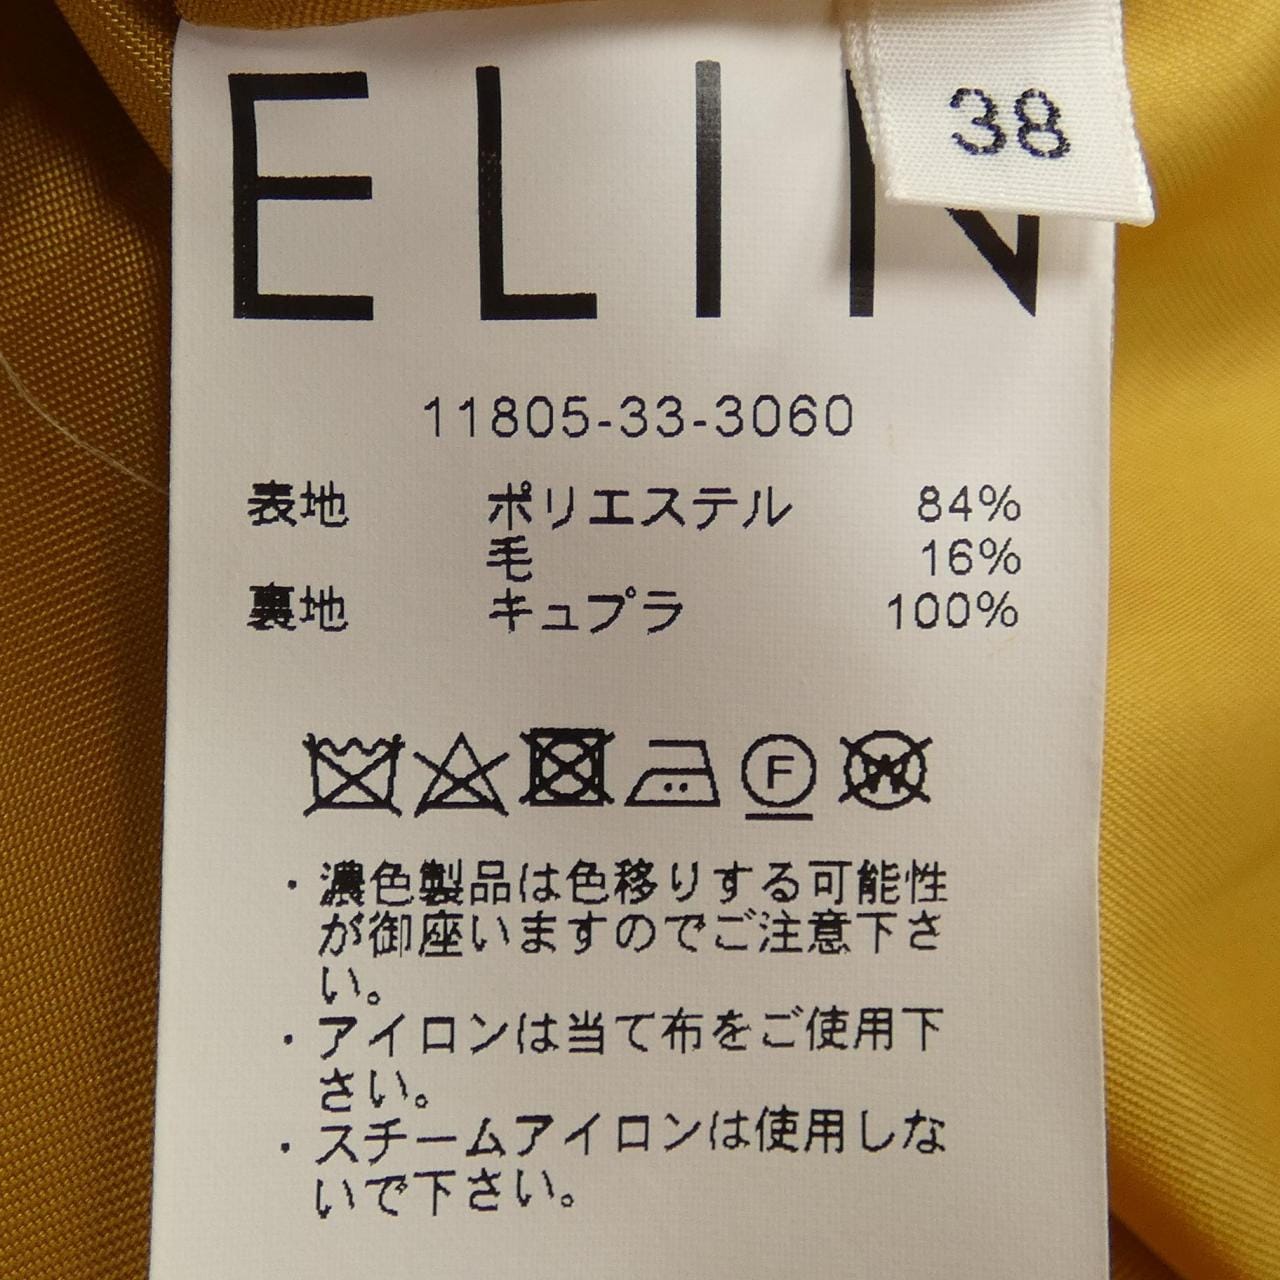 ELIN
38
11805-33-3060
表地 ポリエステル 84%
毛 16%
裏地 キュプラ 100%
F
W
・濃色製品は色移りする可能性
が御座いますのでご注意下さ
い。
・アイロンは当て布をご使用下
さい。
・スチームアイロンは使用しな
いで下さい。